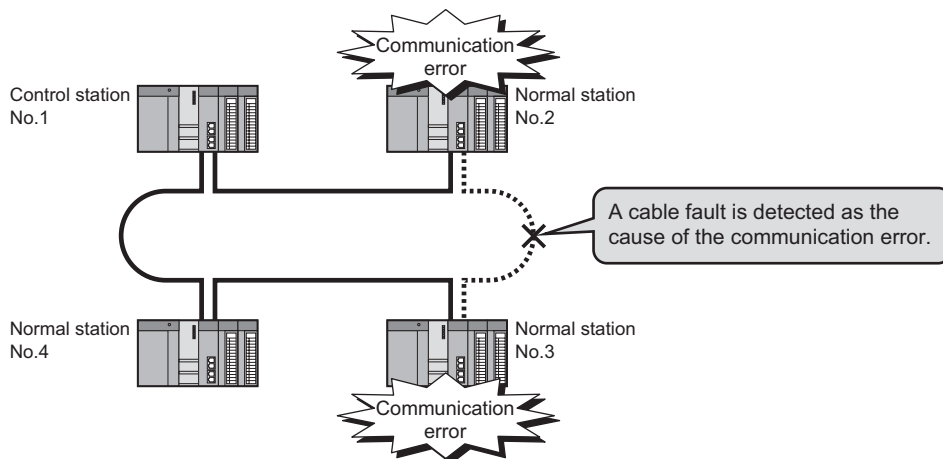 Communication
error
Control station
No.1
Normal station
No.2
A cable fault is detected as the
cause of the communication error.
Normal station
No.4
Normal station
No.3
Communication
error